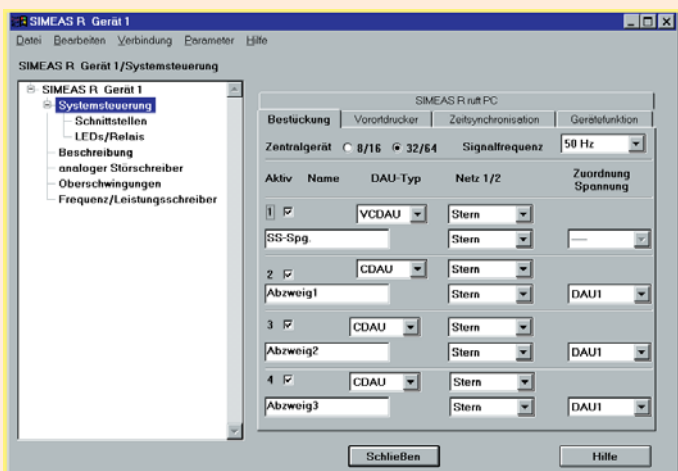 SIMEAS R Gerät 1
Datei Bearbeiten Verbindung Parameter Hilfe
SIMEAS R Gerät 1/Systemsteuerung
SIMEAS R Gerät 1
Systemsteuerung
Schnittstellen
LEDs/Relais
Beschreibung
analoger Störschreiber
Oberschwingungen
Frequenz/Leistungsschreiber
SIMEAS R ruft PC
Bestückung Vorortdrucker Zeitsynchronisation Gerätefunktion
Zentralgerät 8/16 32/64 Signalfrequenz 50 Hz
Aktiv Name DAU-Typ Netz 1/2 Zuordnung Spannung
1 VCDAU Stern
SS-Spg. Stern ----
2 CDAU Stern
Abzweig1 Stern DAU1
3 CDAU Stern
Abzweig2 Stern DAU1
4 CDAU Stern
Abzweig3 Stern DAU1
Schließen Hilfe